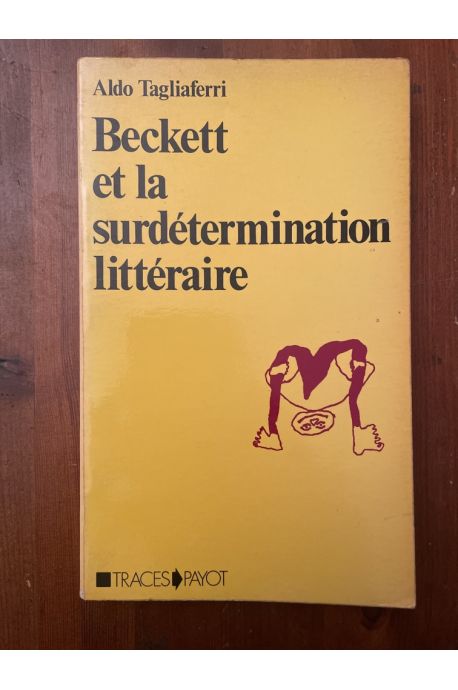 Aldo Tagliaferri
Beckett
et la
surdétermination
littéraire
TRACES PAYOT